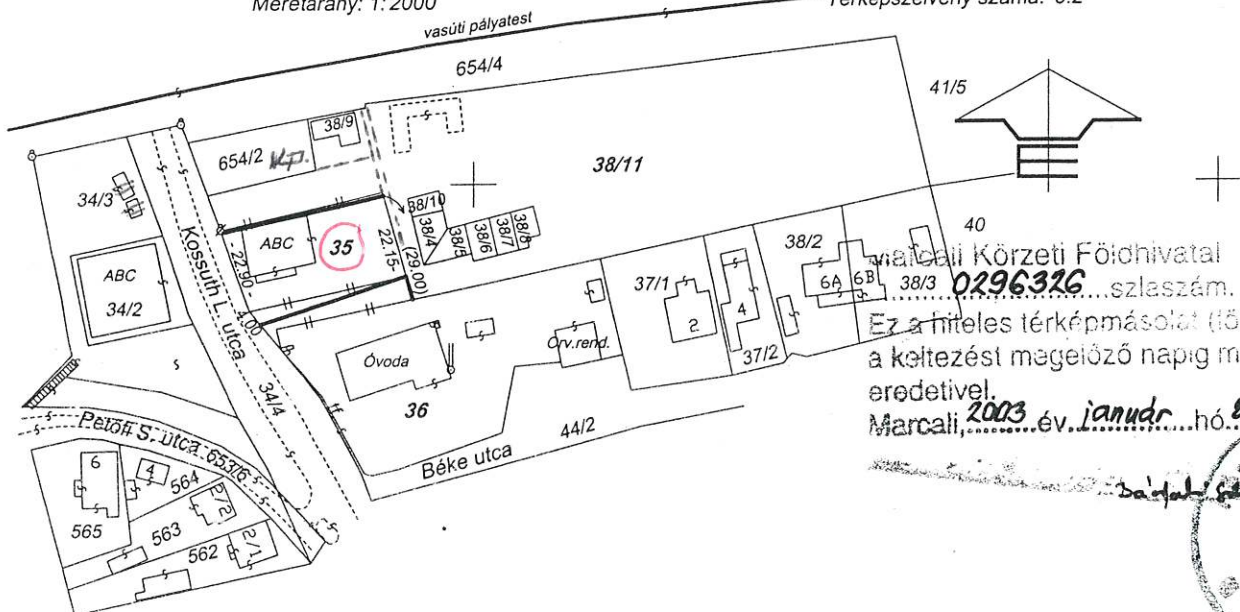 Méretarány: 1:2000
Térképszelvény száma:
vasúti pályatest
654/4
41/5
38/9
654/2
38/11
34/3
38/10
38/4
38/5
38/6
38/7
38/8
ABC
35
22.15
(29.00)
22.90
4.00
40
38/2
ABC
34/2
Kossuth L. utca
34/4
37/1
2
4
37/2
6A
6B
38/3
Óvoda
36
Orv.rend.
44/2
Béke utca
Petőfi S. utca 653/6
6
4
564
565
563
562
2/2
2/1
Marcali Körzeti Földhivatal
0296326 szlaszám.
Ez a hiteles térképmásolat
a keltezést megelőző napig m
eredetivel.
Marcali, 2003 év január hó